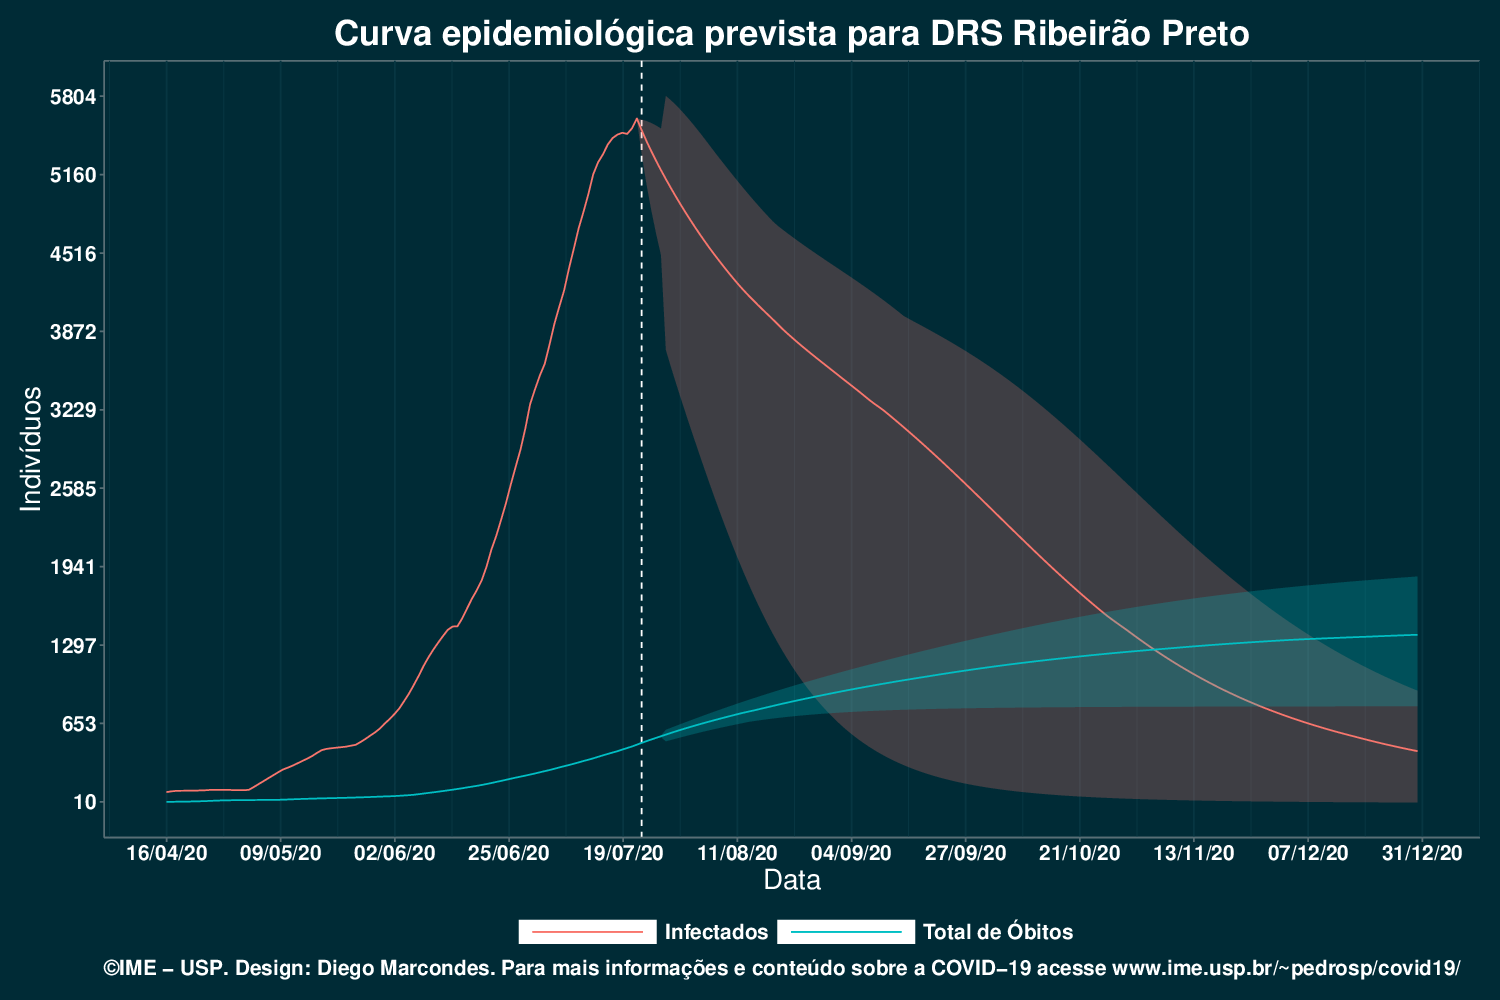 Curva epidemiológica prevista para DRS Ribeirão Preto
5804
5160
4516
3872
3229
2585
1941
1297
653
10
Indivíduos
16/04/20 09/05/20 02/06/20 25/06/20 19/07/20 11/08/20 04/09/20 27/09/20 21/10/20 13/11/20 07/12/20 31/12/20
Data
Infectados Total de Óbitos
©IME − USP. Design: Diego Marcondes. Para mais informações e conteúdo sobre a COVID−19 acesse www.ime.usp.br/~pedrosp/covid19/